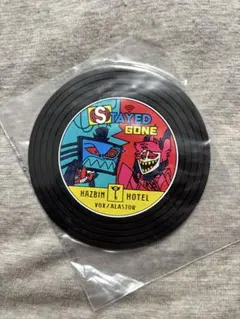 STAYED
GONE
HAZBIN HOTEL
VOX/ALASTOR